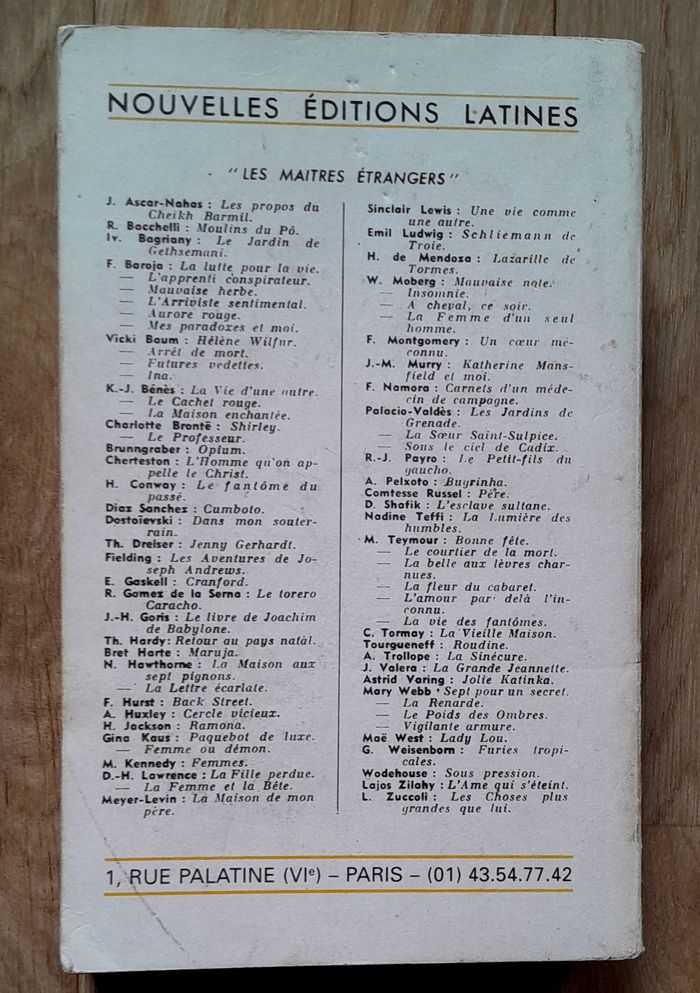 NOUVELLES ÉDITIONS LATINES
"LES MAITRES ÉTRANGERS"
J. Ascar-Nahas : Les propos du
Cheikh Barmil.
R. Bacchelli : Moulins du Pô.
Iv. Bagriany : Le Jardin de
Gethsemani.
F. Baroja : La lutte pour la vie.
— L'apprenti conspirateur.
— Mauvaise herbe.
— L'Arriviste sentimental.
— Aurore rouge.
— Mes paradoxes et moi.
Vicki Baum : Hélène Wilfur.
— Arrêt de mort.
— Futures vedettes.
— Ina.
K.-J. Bénès : La Vie d'une autre.
— Le Cachet rouge.
— La Maison enchantée.
Charlotte Brontë : Shirley.
— Le Professeur.
Brunngraber : Opium.
Cherteston : L'Homme qu'on ap-
pelle le Christ.
H. Conway : Le fantôme du
passé.
Diaz Sanchez : Cumboto.
Dostoïevski : Dans mon souter-
rain.
Th. Dreiser : Jenny Gerhardt.
Fielding : Les Aventures de Jo-
seph Andrews.
E. Gaskell : Cranford.
R. Gomez de la Serna : Le torero
Caracho.
J.-H. Goris : Le livre de Joachim
de Babylone.
Th. Hardy : Retour au pays natal.
Bret Harte : Maruja.
N. Hawthorne : La Maison aux
sept pignons.
— La Lettre écarlate.
F. Hurst : Back Street.
A. Huxley : Cercle vicieux.
H. Jackson : Ramona.
Gina Kaus : Paquebot de luxe.
— Femme ou démon.
M. Kennedy : Femmes.
D.-H. Lawrence : La Fille perdue.
— La Femme et la Bête.
Meyer-Levin : La Maison de mon
père.
Sinclair Lewis : Une vie comme
une autre.
Emil Ludwig : Schliemann de
Troie.
H. de Mendoza : Lazarille de
Tormes.
W. Moberg : Mauvaise note.
— Insomnie.
— A cheval, ce soir.
— La Femme d'un seul
homme.
F. Montgomery : Un cœur mé-
connu.
J.-M. Murry : Katherine Mans-
field et moi.
F. Namora : Carnets d'un méde-
cin de campagne.
Palacio-Valdès : Les Jardins de
Grenade.
— La Sœur Saint-Sulpice.
— Sous le ciel de Cadix.
R.-J. Payro : Le Petit-fils du
gaucho.
A. Peixoto : Bugrinha.
Comtesse Russel : Père.
D. Shafik : L'esclave sultane.
Nadine Teffi : La Lumière des
humbles.
M. Teymour : Bonne fête.
— Le courtier de la mort.
— La belle aux lèvres char-
nues.
— La fleur du cabaret.
— L'amour par delà l'in-
connu.
— La vie des fantômes.
C. Tormay : La Vieille Maison.
Tourgueneff : Roudine.
A. Trollope : La Sinécure.
J. Valera : La Grande Jeannette.
Astrid Varing : Jolie Katinka.
Mary Webb : Sept pour un secret.
— La Renarde.
— Le Poids des Ombres.
— Vigilante armure.
Maë West : Lady Lou.
G. Weisenborn : Furies tropi-
cales.
Wodehouse : Sous pression.
Lajos Zilahy : L'Ame qui s'éteint.
L. Zuccoli : Les Choses plus
grandes que lui.
1, RUE PALATINE (VIe) – PARIS – (01) 43.54.77.42